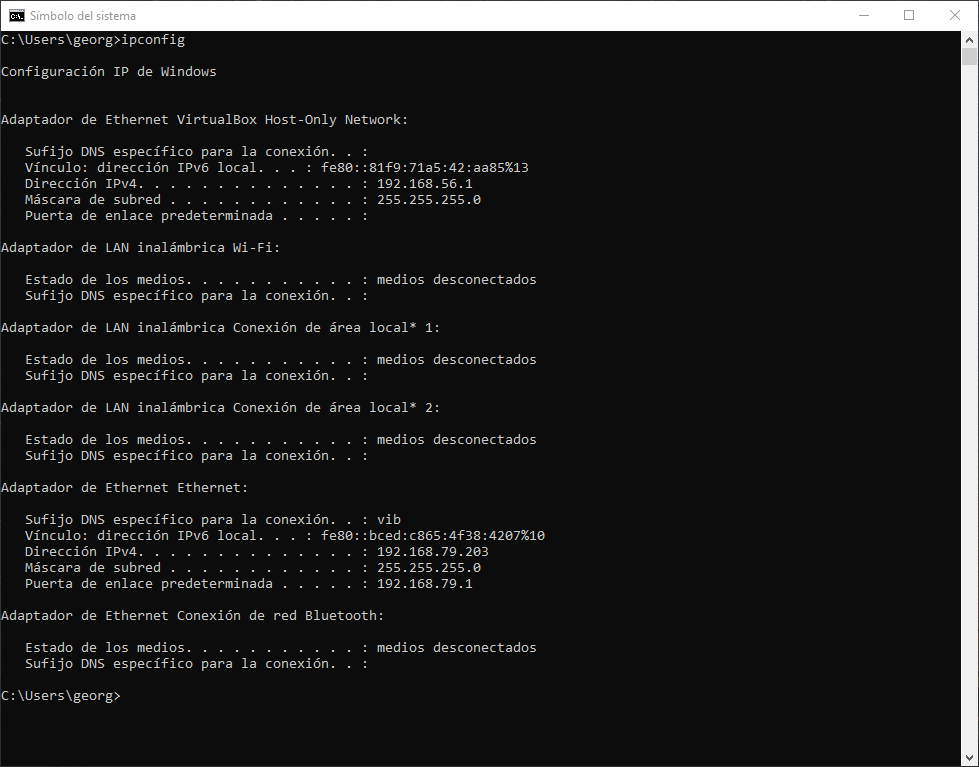 Símbolo del sistema
C:\Users\georg>ipconfig
Configuración IP de Windows
Adaptador de Ethernet VirtualBox Host-Only Network:
Sufijo DNS específico para la conexión. . :
Vínculo: dirección IPv6 local. . . : fe80::81f9:71a5:42:aa85%13
Dirección IPv4. . . . . . . . . . . . . . : 192.168.56.1
Máscara de subred . . . . . . . . . . . . : 255.255.255.0
Puerta de enlace predeterminada . . . . . :
Adaptador de LAN inalámbrica Wi-Fi:
Estado de los medios. . . . . . . . . . . : medios desconectados
Sufijo DNS específico para la conexión. . :
Adaptador de LAN inalámbrica Conexión de área local* 1:
Estado de los medios. . . . . . . . . . . : medios desconectados
Sufijo DNS específico para la conexión. . :
Adaptador de LAN inalámbrica Conexión de área local* 2:
Estado de los medios. . . . . . . . . . . : medios desconectados
Sufijo DNS específico para la conexión. . :
Adaptador de Ethernet Ethernet:
Sufijo DNS específico para la conexión. . : vib
Vínculo: dirección IPv6 local. . . : fe80::bced:c865:4f38:4207%10
Dirección IPv4. . . . . . . . . . . . . . : 192.168.79.203
Máscara de subred . . . . . . . . . . . . : 255.255.255.0
Puerta de enlace predeterminada . . . . . : 192.168.79.1
Adaptador de Ethernet Conexión de red Bluetooth:
Estado de los medios. . . . . . . . . . . : medios desconectados
Sufijo DNS específico para la conexión. . :
C:\Users\georg>